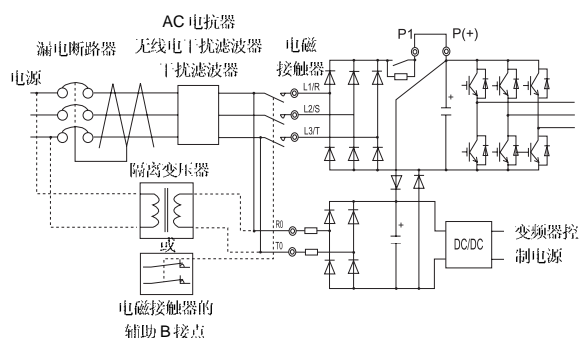 AC 电抗器
漏电断路器
无线电干扰滤波器
干扰滤波器
电磁
接触器
P1
P(+)
电源
L1/R
L2/S
L3/T
+
隔离变压器
或
R0
T0
+
DC/DC
变频器控
制电源
电磁接触器的
辅助 B 接点